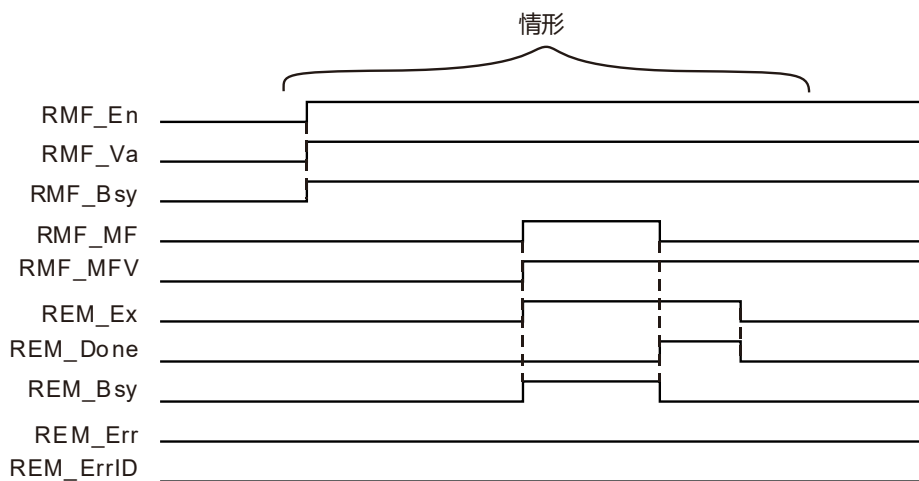 情形
RMF_En
RMF_Va
RMF_Bsy
RMF_MF
RMF_MFV
REM_Ex
REM_Done
REM_Bsy
REM_Err
REM_ErrID